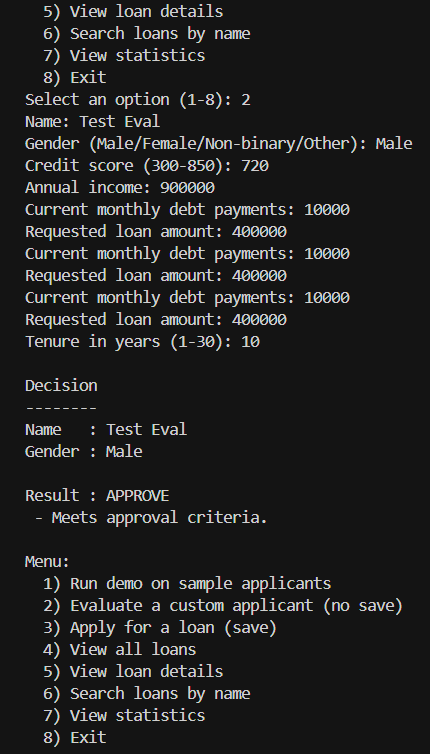 5) View loan details
6) Search loans by name
7) View statistics
8) Exit
Select an option (1-8): 2
Name: Test Eval
Gender (Male/Female/Non-binary/Other): Male
Credit score (300-850): 720
Annual income: 900000
Current monthly debt payments: 10000
Requested loan amount: 400000
Current monthly debt payments: 10000
Requested loan amount: 400000
Current monthly debt payments: 10000
Requested loan amount: 400000
Tenure in years (1-30): 10
Decision
--------
Name   : Test Eval
Gender : Male
Result : APPROVE
- Meets approval criteria.
Menu:
1) Run demo on sample applicants
2) Evaluate a custom applicant (no save)
3) Apply for a loan (save)
4) View all loans
5) View loan details
6) Search loans by name
7) View statistics
8) Exit